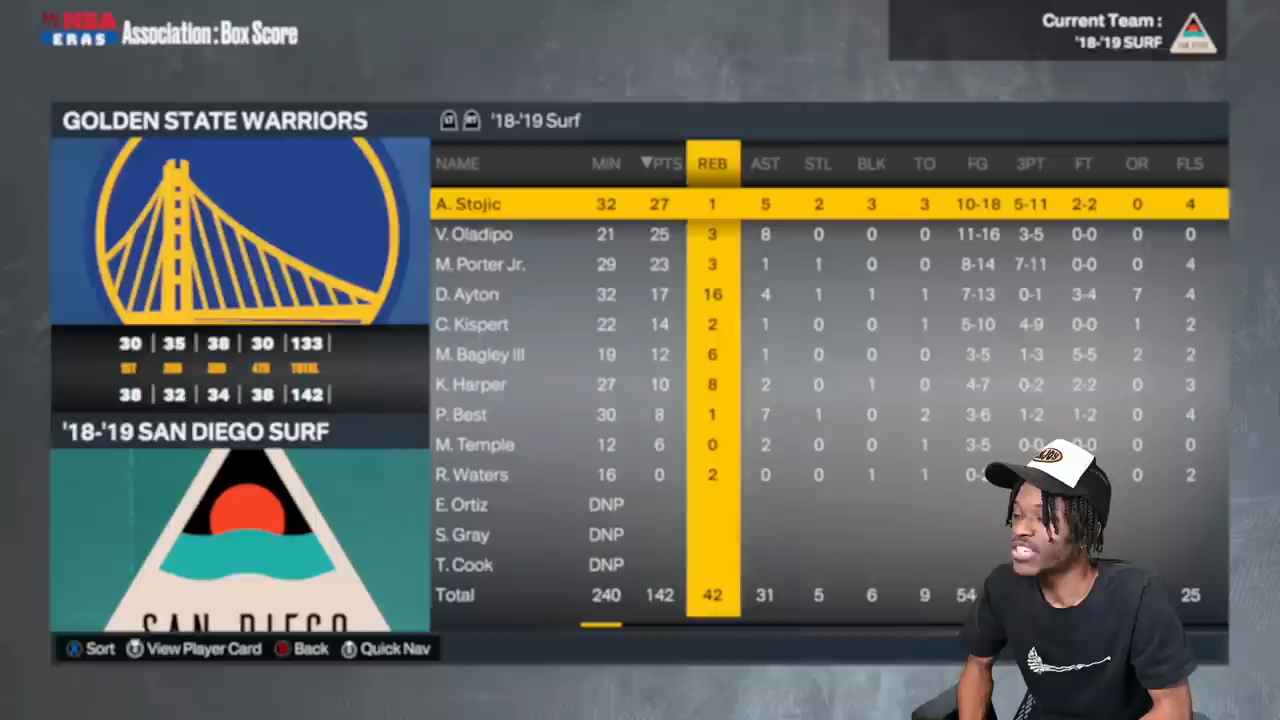 MyNBA
ERAS
Association: Box Score
Current Team :
'18-'19 SURF
GOLDEN STATE WARRIORS
'18-'19 Surf
NAME MIN ▼PTS REB AST STL BLK TO FG 3PT FT OR FLS
A. Stojic 32 27 1 5 2 3 3 10-18 5-11 2-2 0 4
V. Oladipo 21 25 3 8 0 0 0 11-16 3-5 0-0 0 0
M. Porter Jr. 29 23 3 1 1 0 0 8-14 7-11 0-0 0 4
D. Ayton 32 17 16 4 1 1 1 7-13 0-1 3-4 7 4
C. Kispert 22 14 2 1 0 0 1 5-10 4-9 0-0 1 2
M. Bagley III 19 12 6 1 0 0 0 3-5 1-3 5-5 2 2
K. Harper 27 10 8 2 0 1 0 4-7 0-2 2-2 0 3
P. Best 30 8 1 7 1 0 2 3-6 1-2 1-2 0 4
M. Temple 12 6 0 2 0 0 1 3-5 0-0 0-0 0 0
R. Waters 16 0 2 0 0 1 1 0 2
E. Ortiz DNP
S. Gray DNP
T. Cook DNP
Total 240 142 42 31 5 6 9 54 25
30 | 35 | 38 | 30 | 133 |
1ST 2ND 3RD 4TH TOTAL
38 | 32 | 34 | 38 | 142 |
'18-'19 SAN DIEGO SURF
SAN DIEGO
Sort View Player Card Back Quick Nav